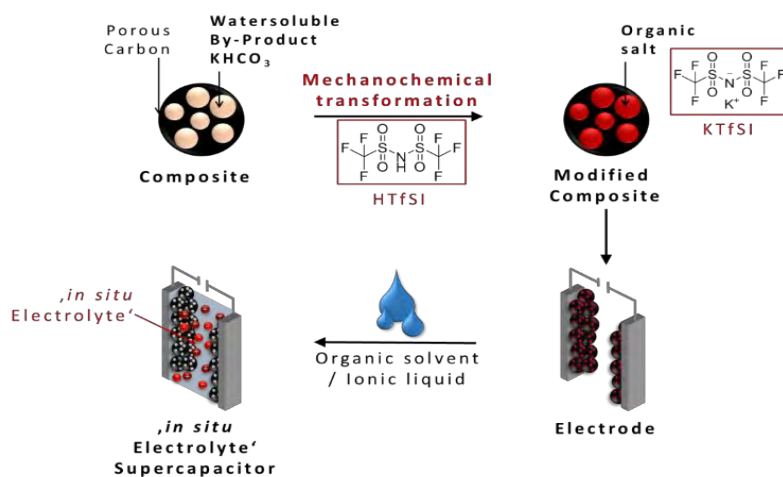 Porous
Carbon
Watersoluble
By-Product
KHCO₃
Composite
Mechanochemical
transformation
F
F
F
S
O
O
N
H
S
O
O
F
F
F
HTfSI
Organic
salt
F
F
F
S
O
O
N
−
S
O
O
F
F
F
K⁺
KTfSI
Modified
Composite
‚in situ
Electrolyte‘
Organic solvent
/ Ionic liquid
‚in situ
Electrolyte‘
Supercapacitor
Electrode